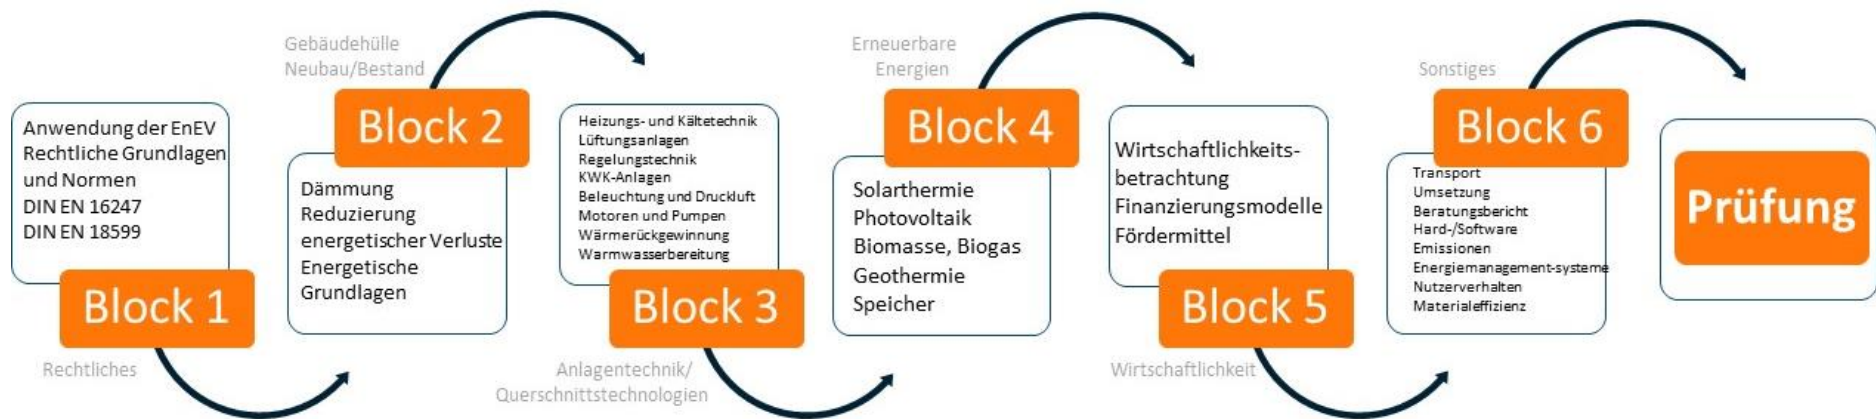 Anwendung der EnEV
Rechtliche Grundlagen
und Normen
DIN EN 16247
DIN EN 18599
Block 1
Rechtliches
Gebäudehülle
Neubau/Bestand
Block 2
Dämmung
Reduzierung
energetischer Verluste
Energetische
Grundlagen
Heizungs- und Kältetechnik
Lüftungsanlagen
Regelungstechnik
KWK-Anlagen
Beleuchtung und Druckluft
Motoren und Pumpen
Wärmerückgewinnung
Warmwasserbereitung
Block 3
Anlagentechnik/
Querschnittstechnologien
Erneuerbare
Energien
Block 4
Solarthermie
Photovoltaik
Biomasse, Biogas
Geothermie
Speicher
Wirtschaftlichkeits-
betrachtung
Finanzierungsmodelle
Fördermittel
Block 5
Wirtschaftlichkeit
Sonstiges
Block 6
Transport
Umsetzung
Beratungsbericht
Hard-/Software
Emissionen
Energiemanagement-systeme
Nutzerverhalten
Materialeffizienz
Prüfung